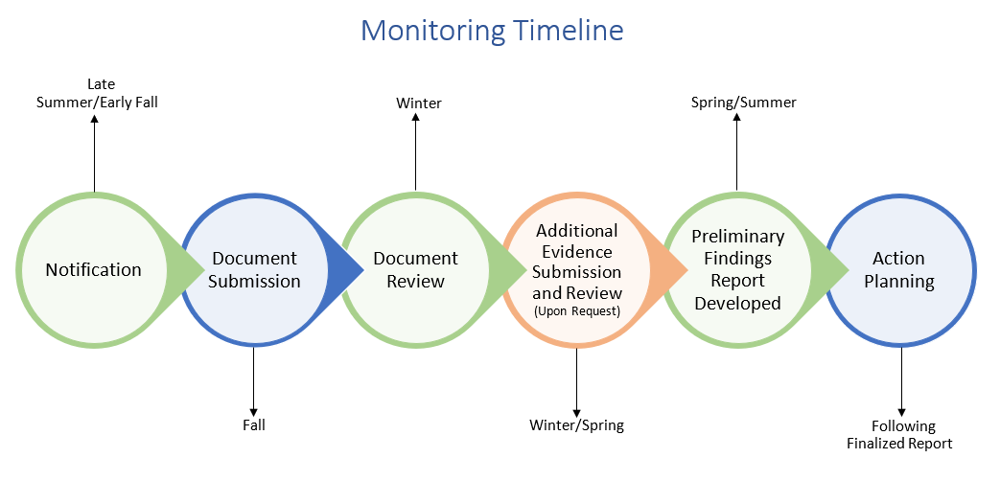 Monitoring Timeline
Late
Summer/Early Fall
Winter
Spring/Summer
Notification
Document
Submission
Document
Review
Additional
Evidence
Submission
and Review
(Upon Request)
Preliminary
Findings
Report
Developed
Action
Planning
Fall
Winter/Spring
Following
Finalized Report